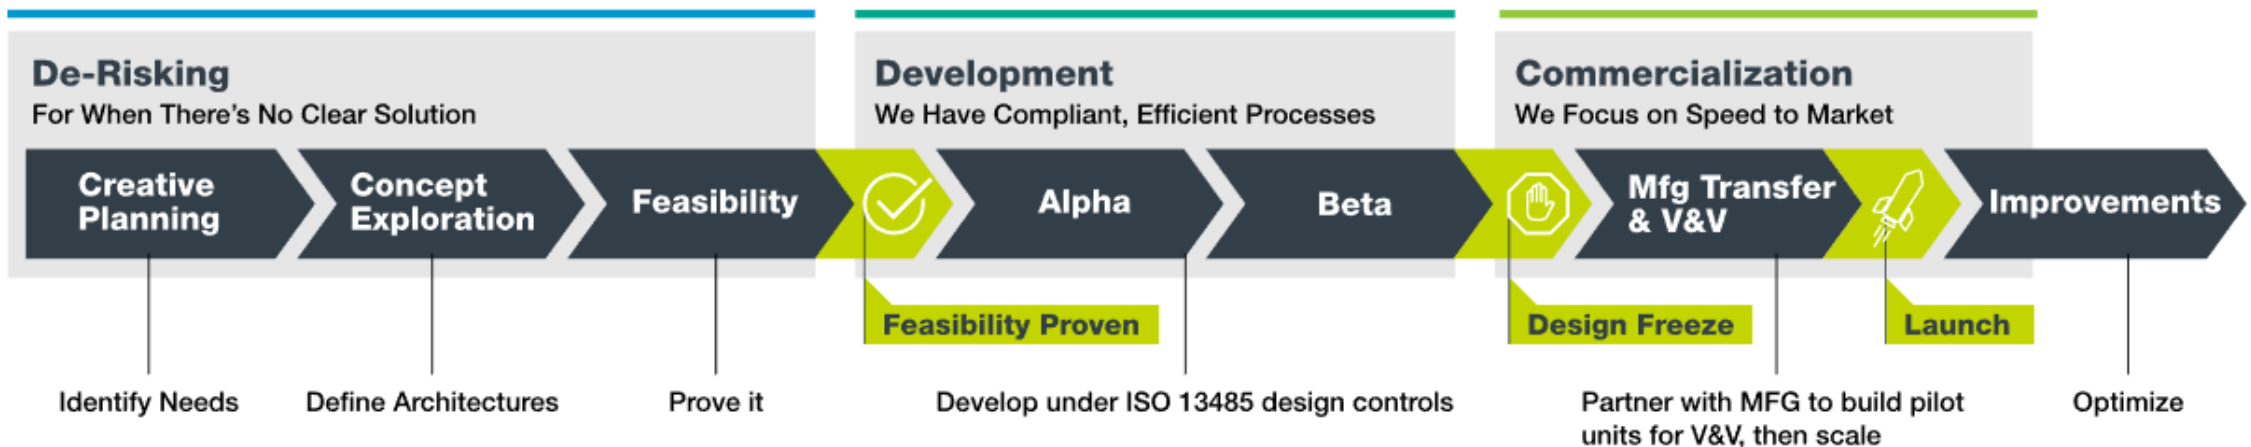 De-Risking
For When There's No Clear Solution
Development
We Have Compliant, Efficient Processes
Commercialization
We Focus on Speed to Market
Creative
Planning
Concept
Exploration
Feasibility
Alpha
Beta
Mfg Transfer
& V&V
Improvements
Feasibility Proven
Design Freeze
Launch
Identify Needs
Define Architectures
Prove it
Develop under ISO 13485 design controls
Partner with MFG to build pilot
units for V&V, then scale
Optimize